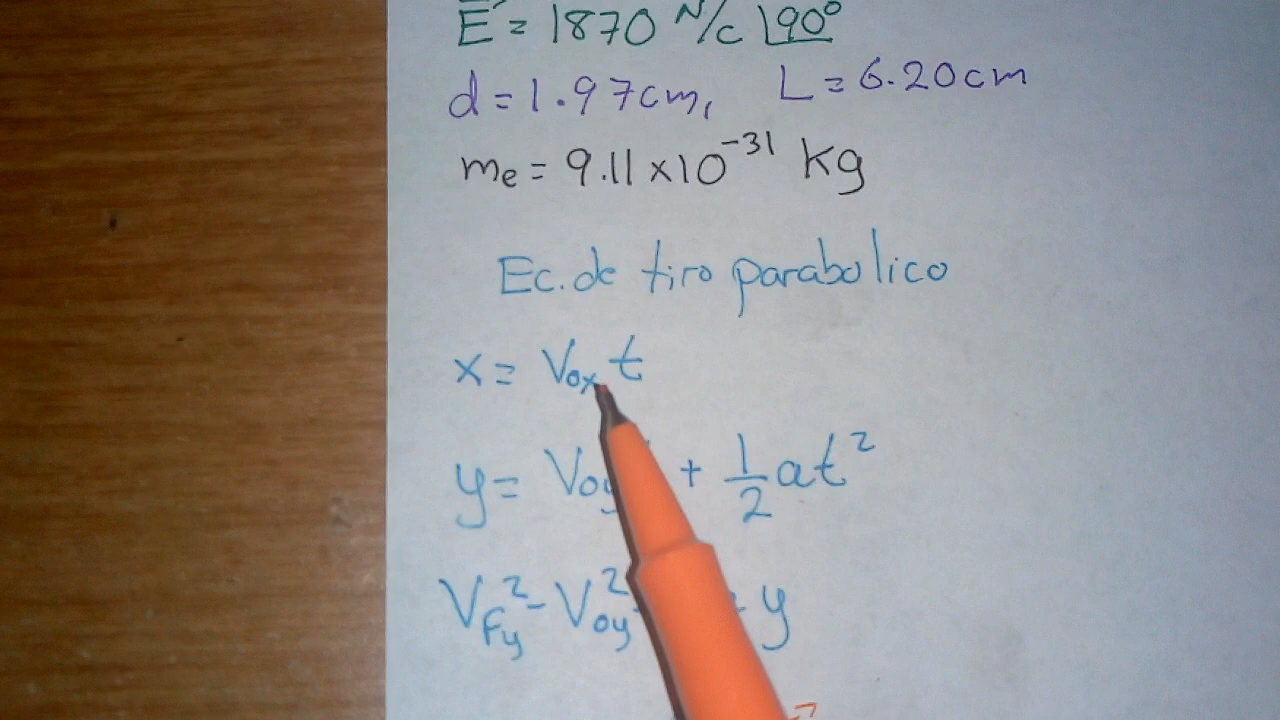 E = 1870 N/c ∠90°
d = 1.97cm, L = 6.20cm
me = 9.11 x10^-31 kg
Ec. de tiro parabolico
x = Vox t
y = Voy + 1/2 at²
VFy² - Voy² y